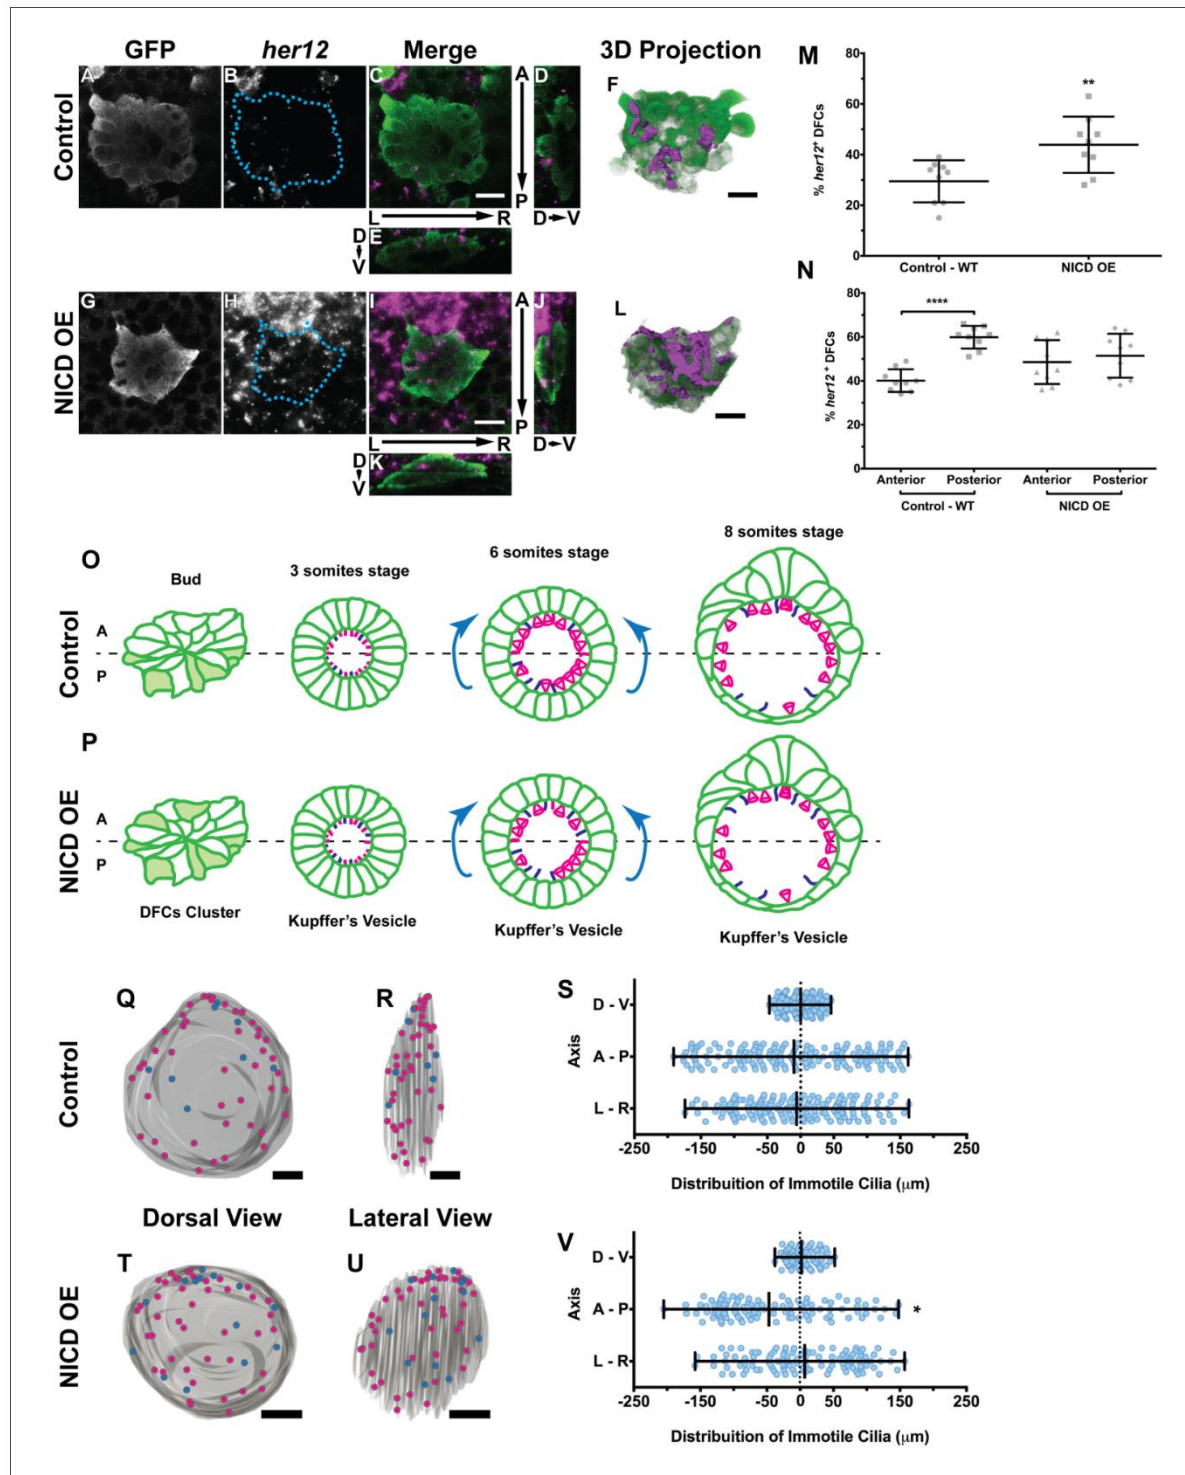 GFP her12 Merge 3D Projection
Control
A B C A D F
P
L R D V
D E
V
NICD OE
G H I A J L
P
L R D V
D K
V
M
80
60
40
20
0
% her12+ DFCs
**
Control - WT NICD OE
N
80
60
40
20
0
% her12 + DFCs
****
Anterior Posterior Anterior Posterior
Control - WT NICD OE
O
Control
Bud 3 somites stage 6 somites stage 8 somites stage
A
P
P
NICD OE
A
P
DFCs Cluster Kupffer's Vesicle Kupffer's Vesicle Kupffer's Vesicle
Control
Q R
S
Axis
D - V
A - P
L - R
-250 -150 -50 0 50 150 250
Distribuition of Immotile Cilia (μm)
Dorsal View Lateral View
NICD OE
T U
V
Axis
D - V
A - P *
L - R
-250 -150 -50 0 50 150 250
Distribuition of Immotile Cilia (μm)